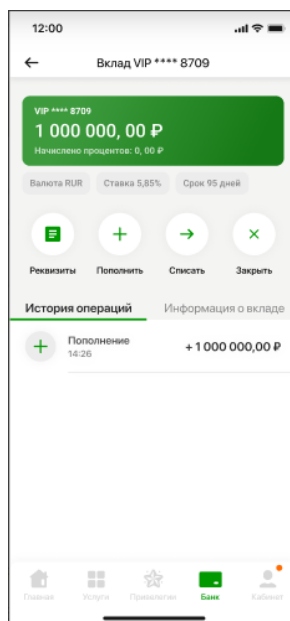 12:00
Вклад VIP **** 8709
VIP **** 8709
1 000 000, 00 ₽
Начислено процентов: 0, 00 ₽
Валюта RUR Ставка 5,85% Срок 95 дней
Реквизиты Пополнить Списать Закрыть
История операций Информация о вкладе
Пополнение
+ 1 000 000,00 ₽
14:26
Главная Услуги Привилегии Банк Кабинет